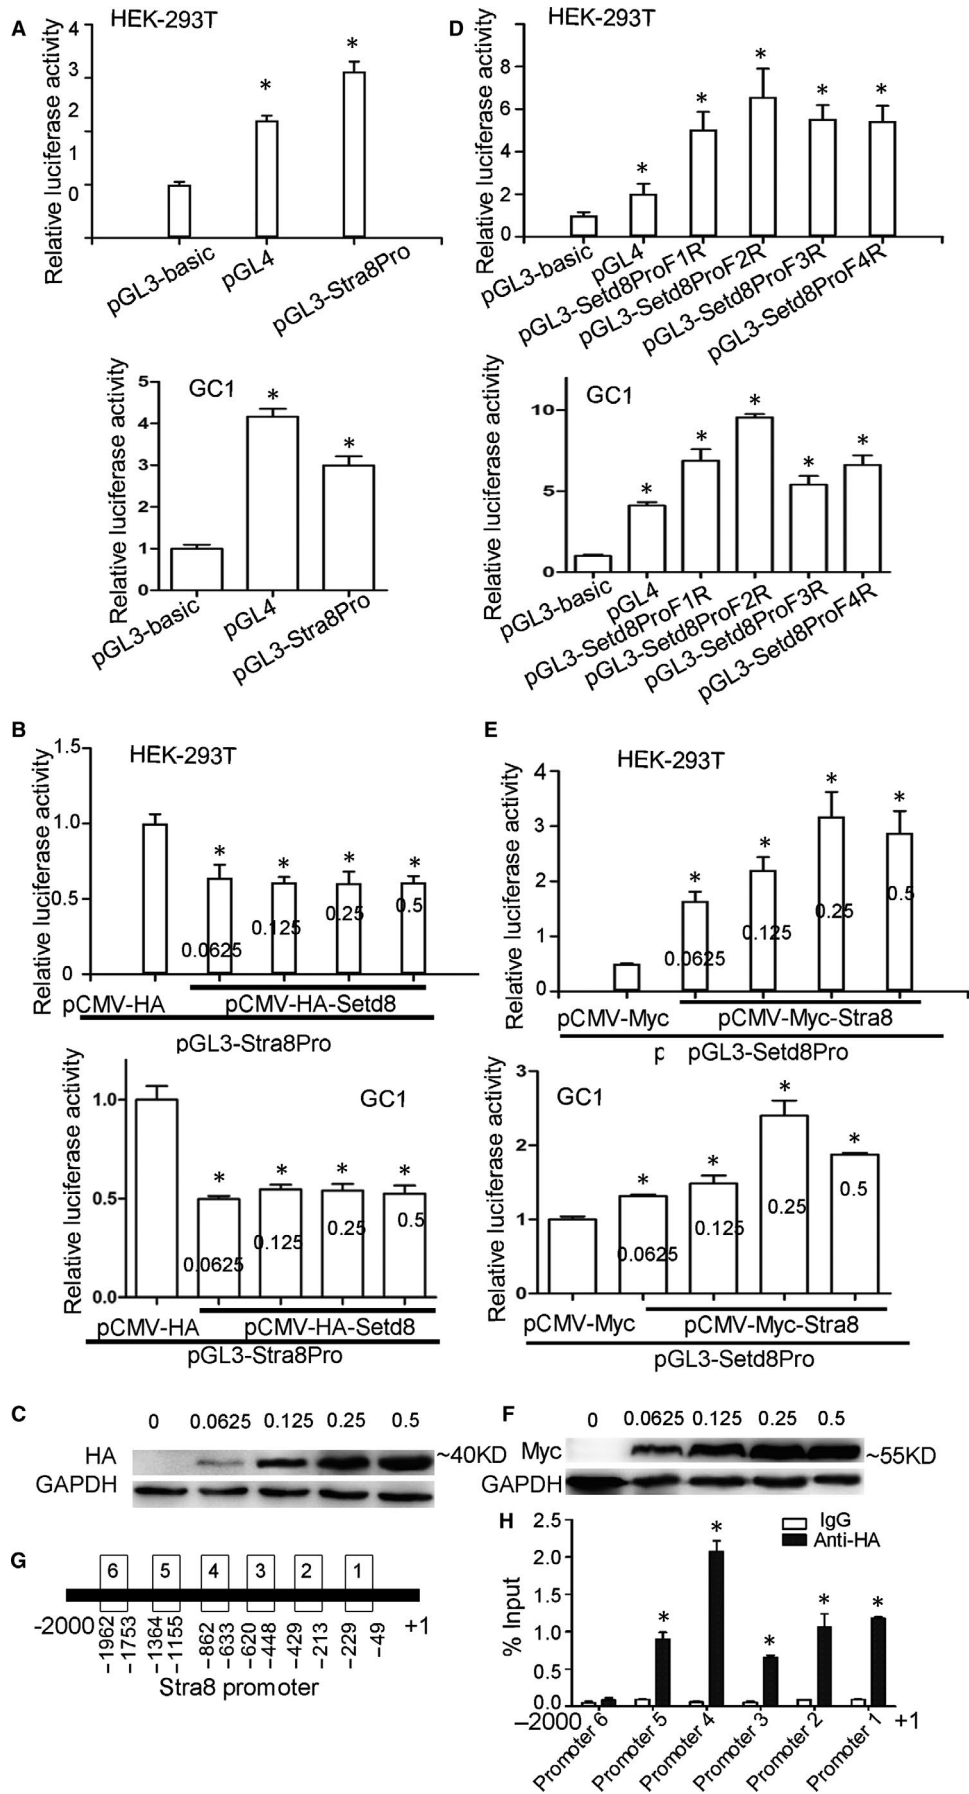 A
HEK-293T
Relative luciferase activity
4
3
2
1
0
*
*
pGL3-basic
pGL4
pGL3-Stra8Pro
GC1
Relative luciferase activity
5
4
3
2
1
0
*
*
pGL3-basic
pGL4
pGL3-Stra8Pro
D
HEK-293T
Relative luciferase activity
8
6
4
2
0
*
*
*
*
*
pGL3-basic
pGL4
pGL3-Setd8ProF1R
pGL3-Setd8ProF2R
pGL3-Setd8ProF3R
pGL3-Setd8ProF4R
GC1
Relative luciferase activity
10
5
0
*
*
*
*
*
pGL3-basic
pGL4
pGL3-Setd8ProF1R
pGL3-Setd8ProF2R
pGL3-Setd8ProF3R
pGL3-Setd8ProF4R
B
HEK-293T
Relative luciferase activity
1.5
1.0
0.5
0
* * * *
0.0625 0.125 0.25 0.5
pCMV-HA pCMV-HA-Setd8
pGL3-Stra8Pro
GC1
Relative luciferase activity
1.0
0.5
0.0
* * * *
0.0625 0.125 0.25 0.5
pCMV-HA pCMV-HA-Setd8
pGL3-Stra8Pro
E
HEK-293T
Relative luciferase activity
4
3
2
1
0
* * * *
0.0625 0.125 0.25 0.5
pCMV-Myc pCMV-Myc-Stra8
p pGL3-Setd8Pro
GC1
Relative luciferase activity
3
2
1
0
* * * *
0.0625 0.125 0.25 0.5
pCMV-Myc pCMV-Myc-Stra8
pGL3-Setd8Pro
C
0 0.0625 0.125 0.25 0.5
HA ~40KD
GAPDH
F
0 0.0625 0.125 0.25 0.5
Myc ~55KD
GAPDH
G
6 5 4 3 2 1
-2000 +1
–1962 –1753 –1364 –1155 –862 –633 –620 –448 –429 –213 –229 –49
Stra8 promoter
H
IgG
Anti-HA
% Input
2.5
2.0
1.5
1.0
0.5
0.0
* * * * *
–2000 +1
Promoter 6
Promoter 5
Promoter 4
Promoter 3
Promoter 2
Promoter 1